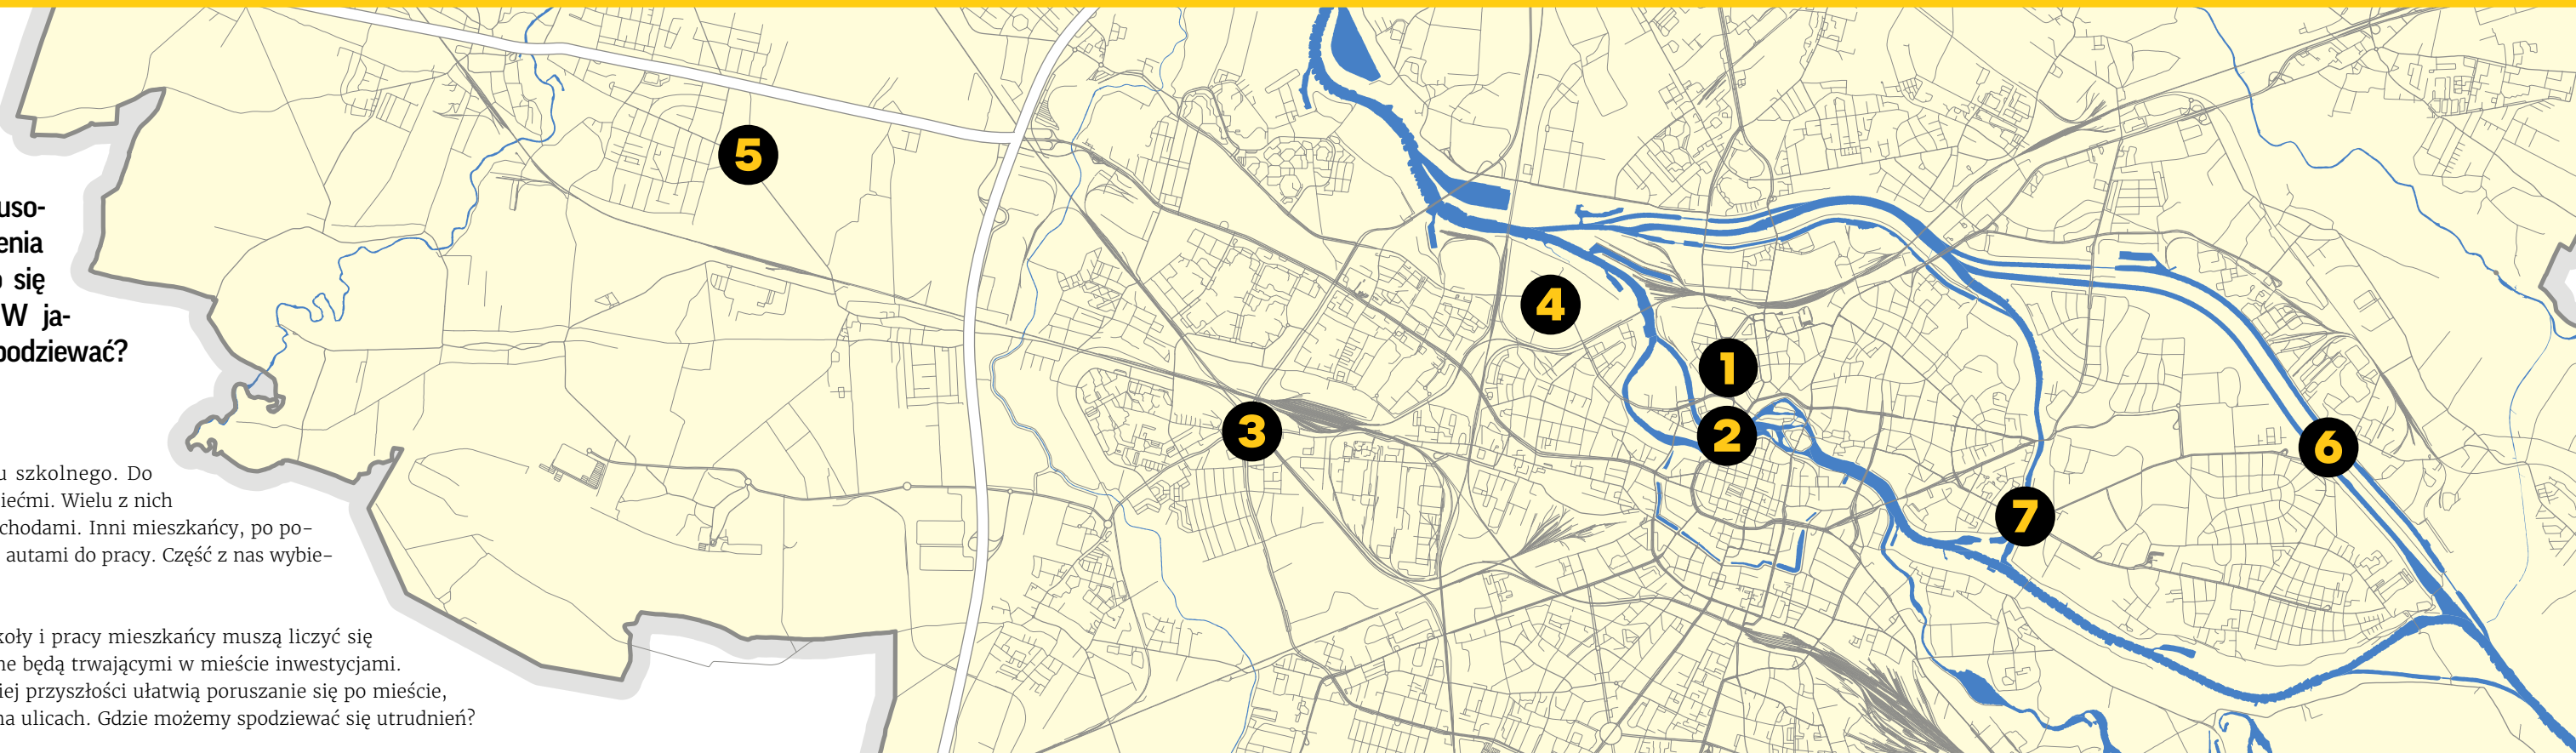 uso-
enia
o się
W ja-
podziewać?
u szkolnego. Do
iećmi. Wielu z nich
chodami. Inni mieszkańcy, po po-
autami do pracy. Część z nas wybie-
koły i pracy mieszkańcy muszą liczyć się
ne będą trwającymi w mieście inwestycjami.
iej przyszłości ułatwią poruszanie się po mieście,
na ulicach. Gdzie możemy spodziewać się utrudnień?
5
4
1
3
2
6
7